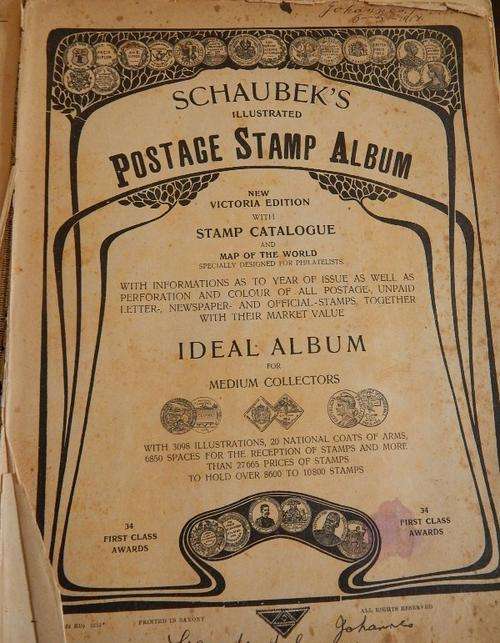 SCHAUBEK'S
ILLUSTRATED
POSTAGE STAMP ALBUM
NEW
VICTORIA EDITION
WITH
STAMP CATALOGUE
AND
MAP OF THE WORLD
SPECIALLY DESIGNED FOR PHILATELISTS
WITH INFORMATIONS AS TO YEAR OF ISSUE AS WELL AS
PERFORATION AND COLOUR OF ALL POSTAGE-, UNPAID
LETTER-, NEWSPAPER- AND OFFICIAL-STAMPS, TOGETHER
WITH THEIR MARKET VALUE
IDEAL ALBUM
FOR
MEDIUM COLLECTORS
WITH 3098 ILLUSTRATIONS, 20 NATIONAL COATS OF ARMS,
6850 SPACES FOR THE RECEPTION OF STAMPS AND MORE
THAN 27665 PRICES OF STAMPS
TO HOLD OVER 8600 TO 10800 STAMPS
34
FIRST CLASS
AWARDS
34
FIRST CLASS
AWARDS
PRINTED IN SAXONY
ALL RIGHTS RESERVED
Johannes